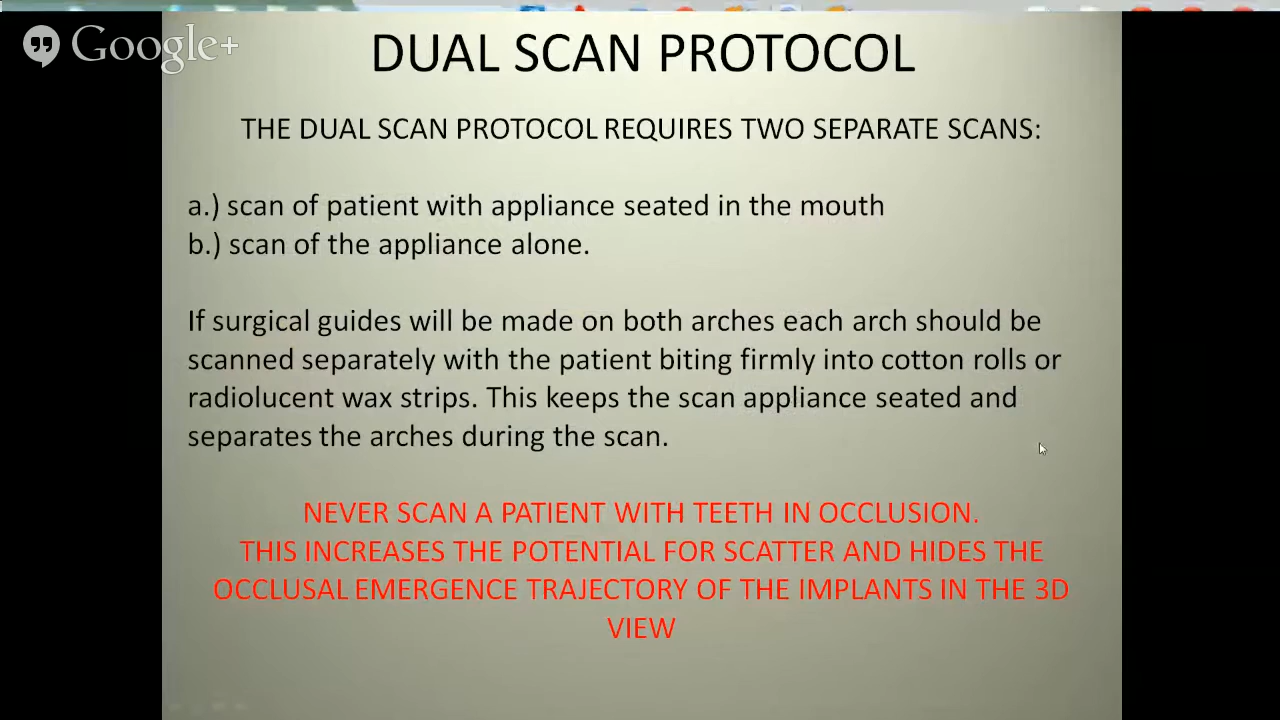 Google+
DUAL SCAN PROTOCOL
THE DUAL SCAN PROTOCOL REQUIRES TWO SEPARATE SCANS:
a.) scan of patient with appliance seated in the mouth
b.) scan of the appliance alone.
If surgical guides will be made on both arches each arch should be
scanned separately with the patient biting firmly into cotton rolls or
radiolucent wax strips. This keeps the scan appliance seated and
separates the arches during the scan.
NEVER SCAN A PATIENT WITH TEETH IN OCCLUSION.
THIS INCREASES THE POTENTIAL FOR SCATTER AND HIDES THE
OCCLUSAL EMERGENCE TRAJECTORY OF THE IMPLANTS IN THE 3D
VIEW